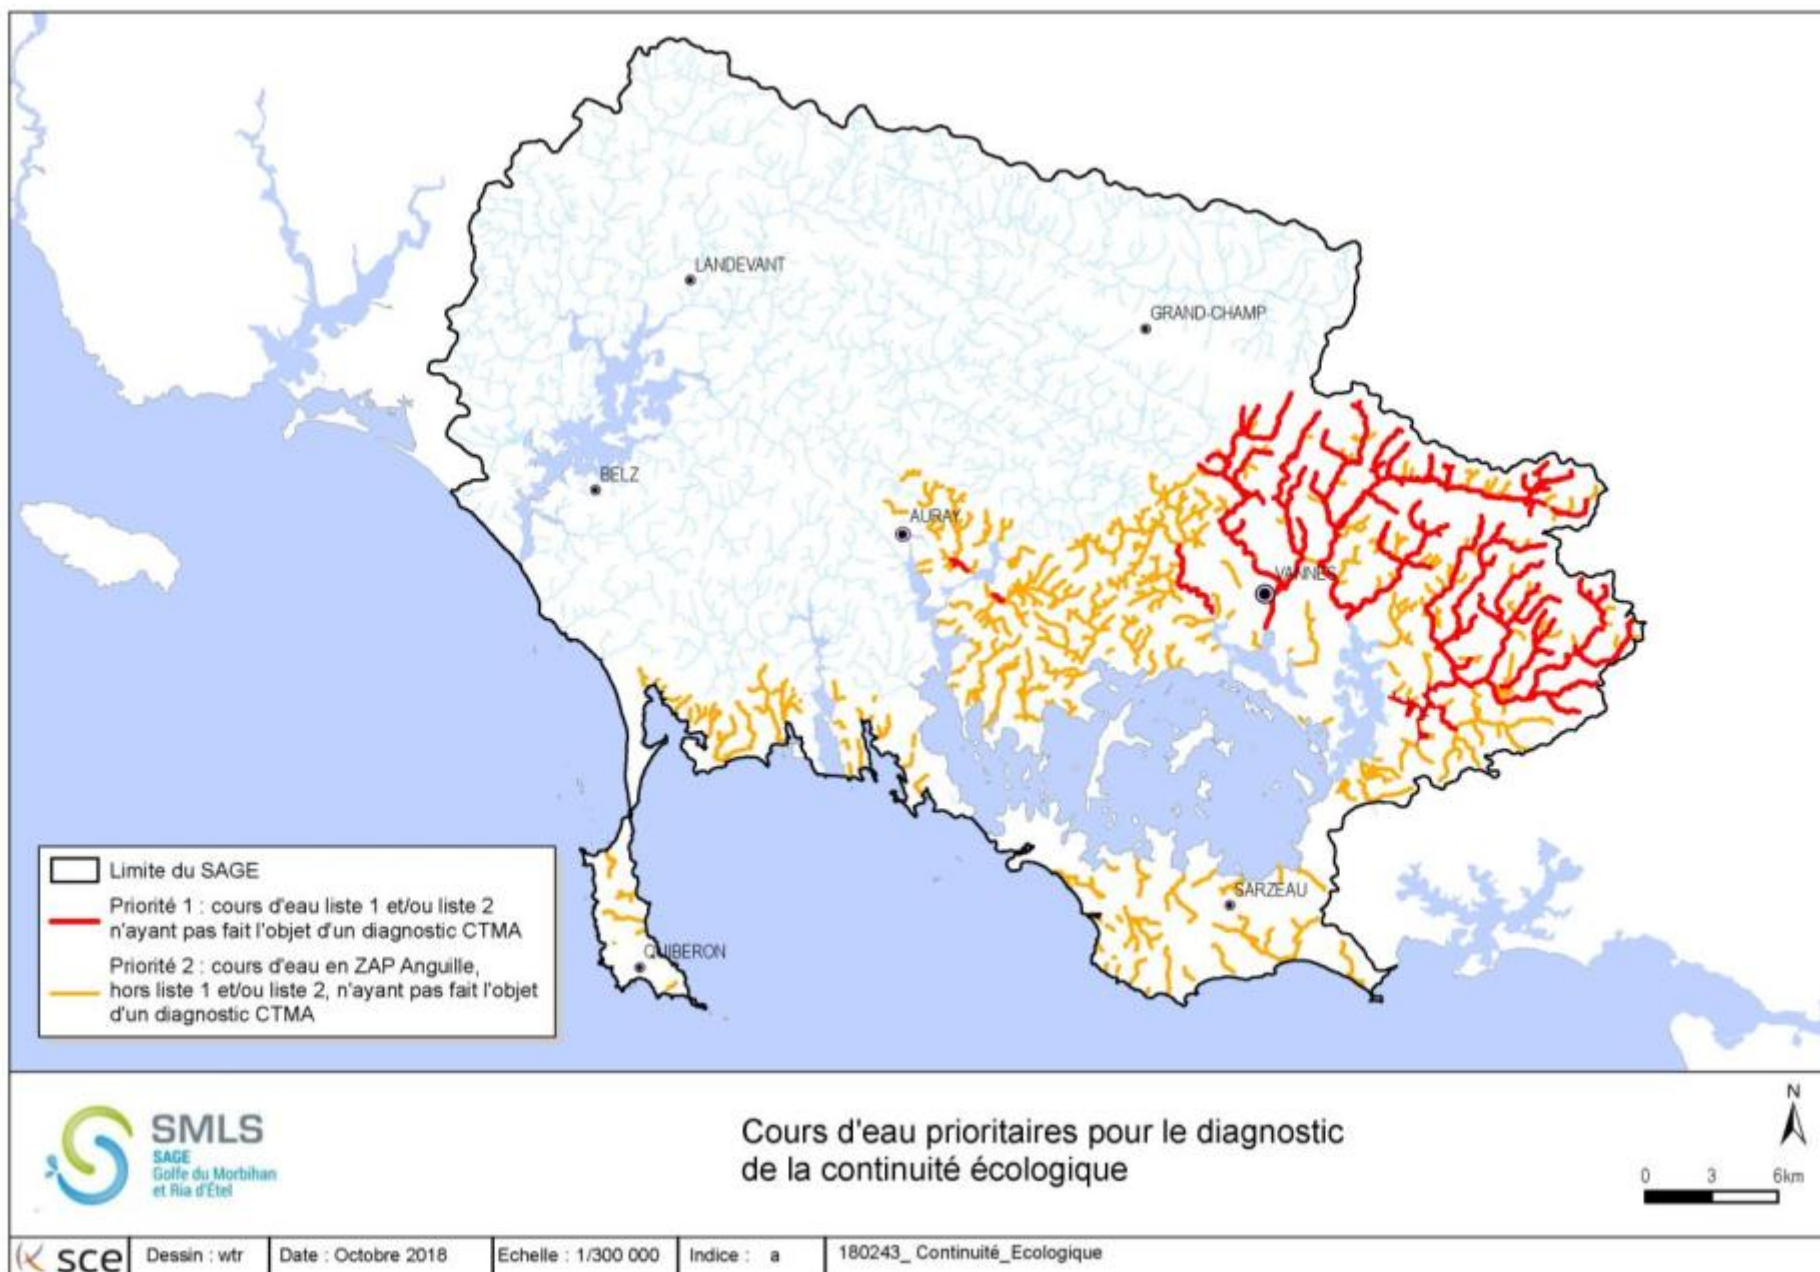 LANDEVANT
GRAND-CHAMP
BELZ
AURAY
VANNES
SARZEAU
QUIBERON
Limite du SAGE
Priorité 1 : cours d'eau liste 1 et/ou liste 2
n'ayant pas fait l'objet d'un diagnostic CTMA
Priorité 2 : cours d'eau en ZAP Anguille,
hors liste 1 et/ou liste 2, n'ayant pas fait l'objet
d'un diagnostic CTMA
SMLS
SAGE
Golfe du Morbihan
et Ria d'Étel
Cours d'eau prioritaires pour le diagnostic
de la continuité écologique
N
0 3 6km
sce
Dessin : wtr
Date : Octobre 2018
Echelle : 1/300 000
Indice : a
180243_ Continuité_Ecologique